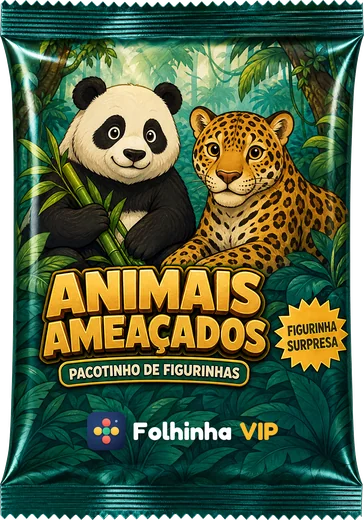 ANIMAIS
AMEAÇADOS
PACOTINHO DE FIGURINHAS
FIGURINHA
SURPRESA
Folhinha VIP